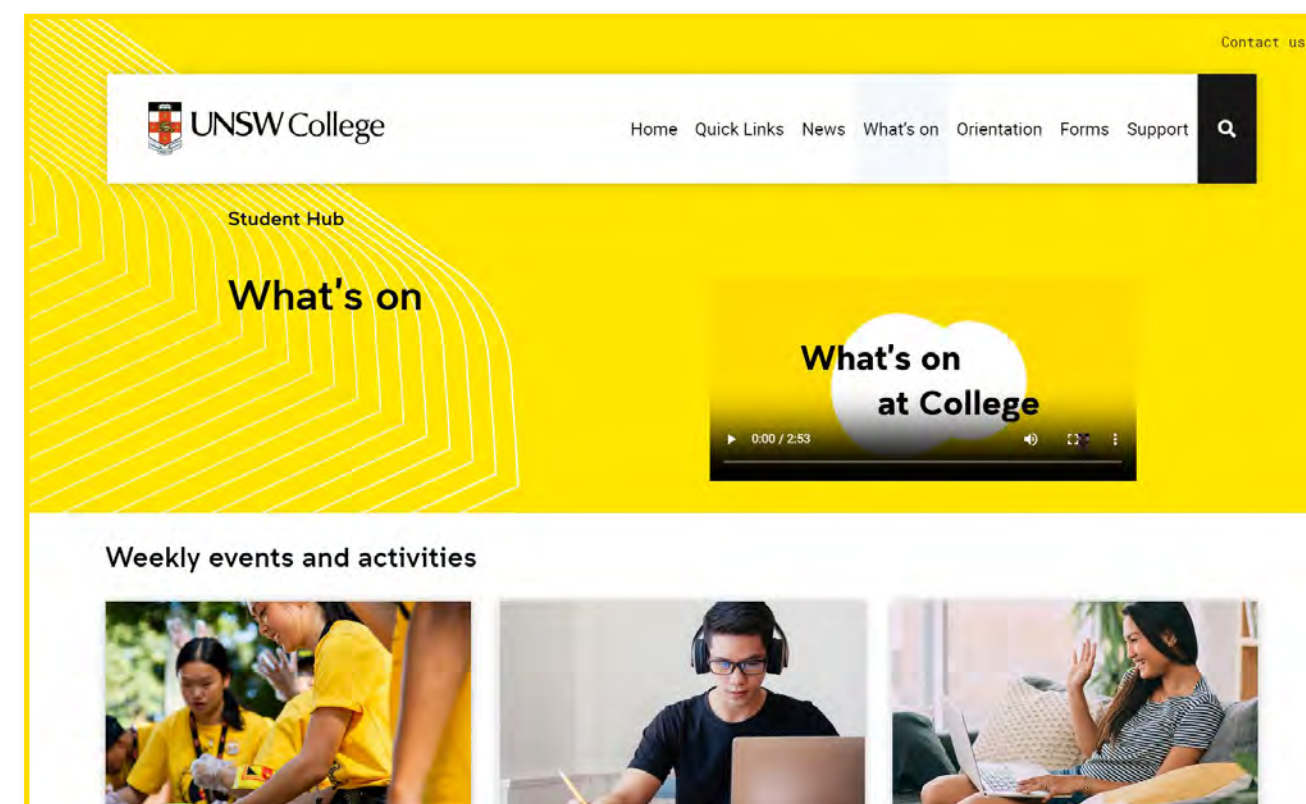 Contact us
UNSW College
Home Quick Links News What's on Orientation Forms Support
Student Hub
What's on
What's on
at College
0:00 / 2:53
Weekly events and activities